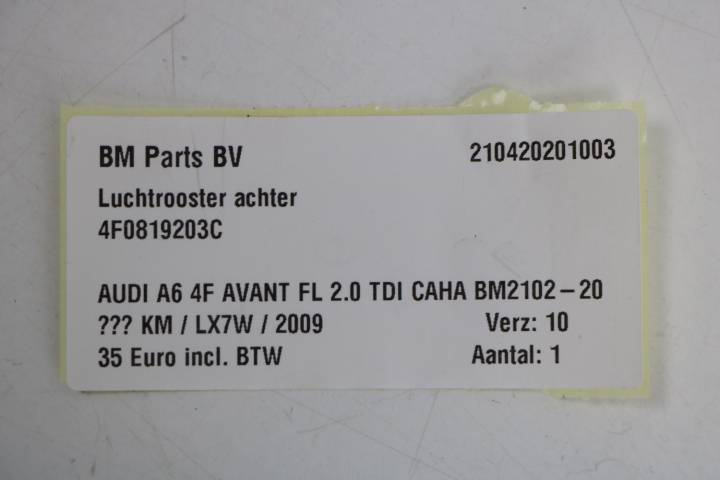 BM Parts BV 210420201003
Luchtrooster achter
4F0819203C
AUDI A6 4F AVANT FL 2.0 TDI CAHA BM2102-20
??? KM / LX7W / 2009 Verz: 10
35 Euro incl. BTW Aantal: 1